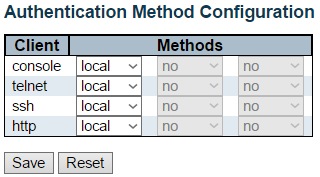 Authentication Method Configuration
Client Methods
console local no no
telnet local no no
ssh local no no
http local no no
Save Reset